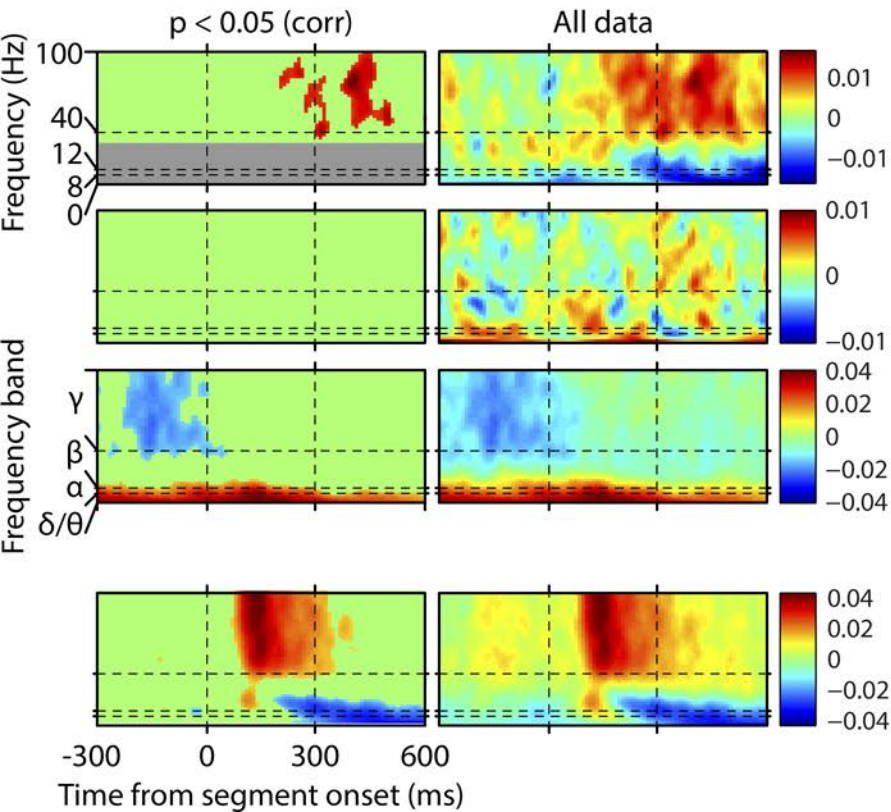 p < 0.05 (corr)
All data
Frequency (Hz)
100
40
12
8
0
0.01
0
−0.01
0.01
0
−0.01
Frequency band
γ
β
α
δ/θ
0.04
0.02
0
−0.02
−0.04
0.04
0.02
0
−0.02
−0.04
-300 0 300 600
Time from segment onset (ms)